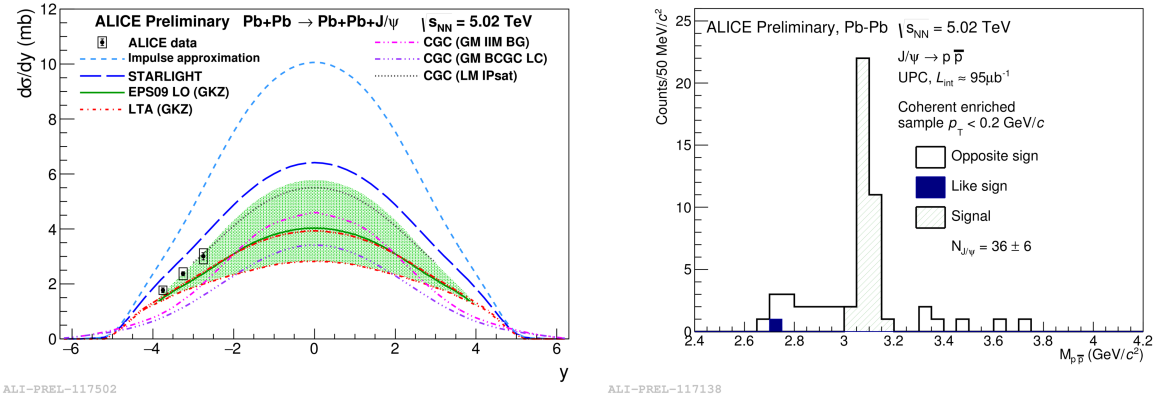 ALICE Preliminary Pb+Pb → Pb+Pb+J/ψ √sNN = 5.02 TeV
ALICE data
Impulse approximation
STARLIGHT
EPS09 LO (GKZ)
LTA (GKZ)
CGC (GM IIM BG)
CGC (GM BCGC LC)
CGC (LM IPsat)
dσ/dy (mb)
12
10
8
6
4
2
0
−6 −4 −2 0 2 4 6
y
ALI-PREL-117502
ALICE Preliminary, Pb-Pb √sNN = 5.02 TeV
J/ψ → p p̅
UPC, Lint ≈ 95μb-1
Coherent enriched
sample pT < 0.2 GeV/c
Opposite sign
Like sign
Signal
NJ/ψ = 36 ± 6
Counts/50 MeV/c2
25
20
15
10
5
0
2.4 2.6 2.8 3 3.2 3.4 3.6 3.8 4 4.2
Mpp̅ (GeV/c2)
ALI-PREL-117138